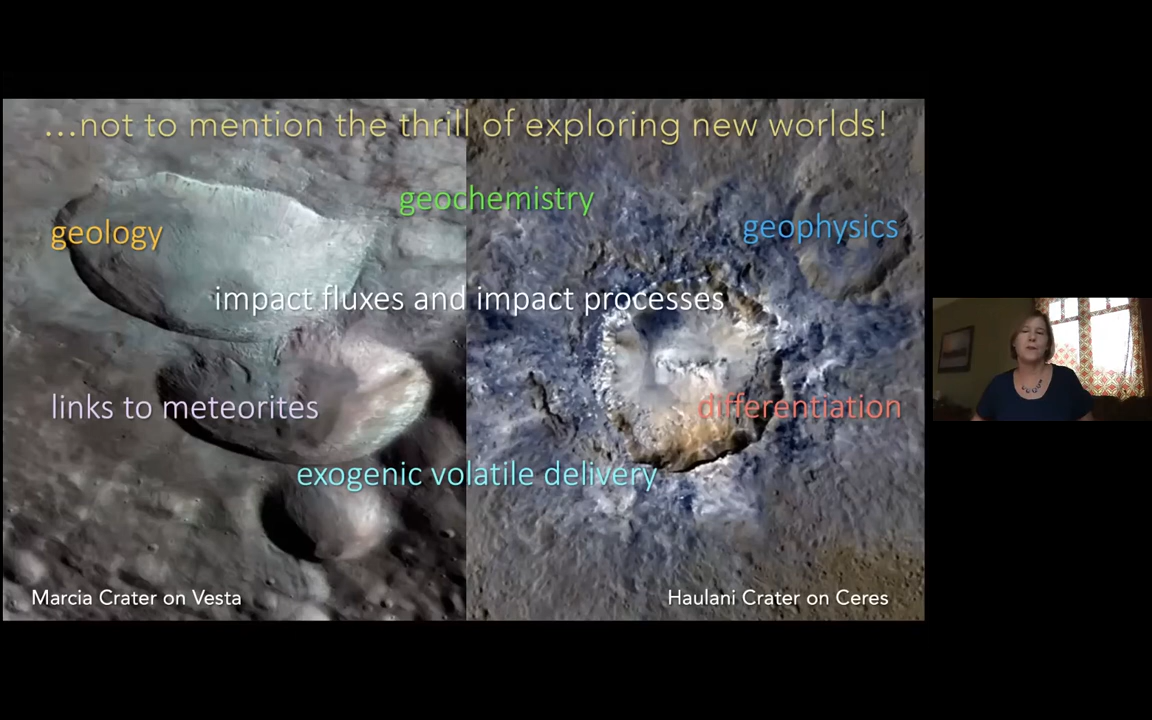 ...not to mention the thrill of exploring new worlds!
geochemistry
geology
geophysics
impact fluxes and impact processes
links to meteorites
differentiation
exogenic volatile delivery
Marcia Crater on Vesta
Haulani Crater on Ceres